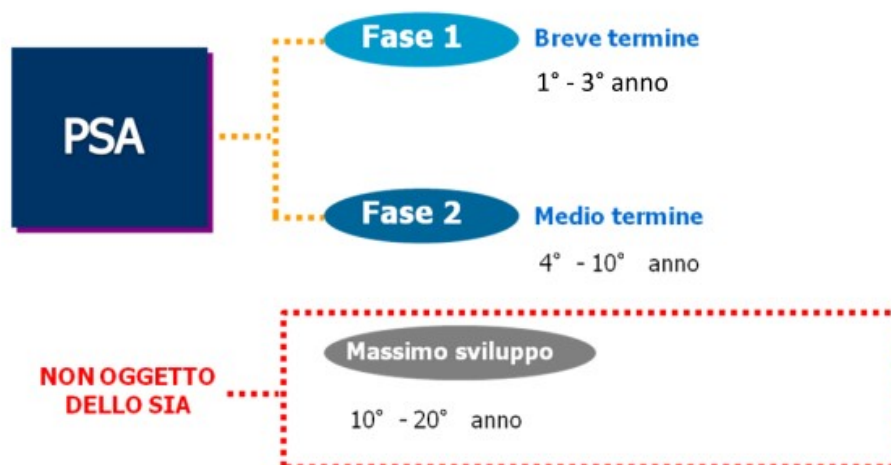 PSA
Fase 1
Breve termine
1° - 3° anno
Fase 2
Medio termine
4° - 10° anno
NON OGGETTO
DELLO SIA
Massimo sviluppo
10° - 20° anno